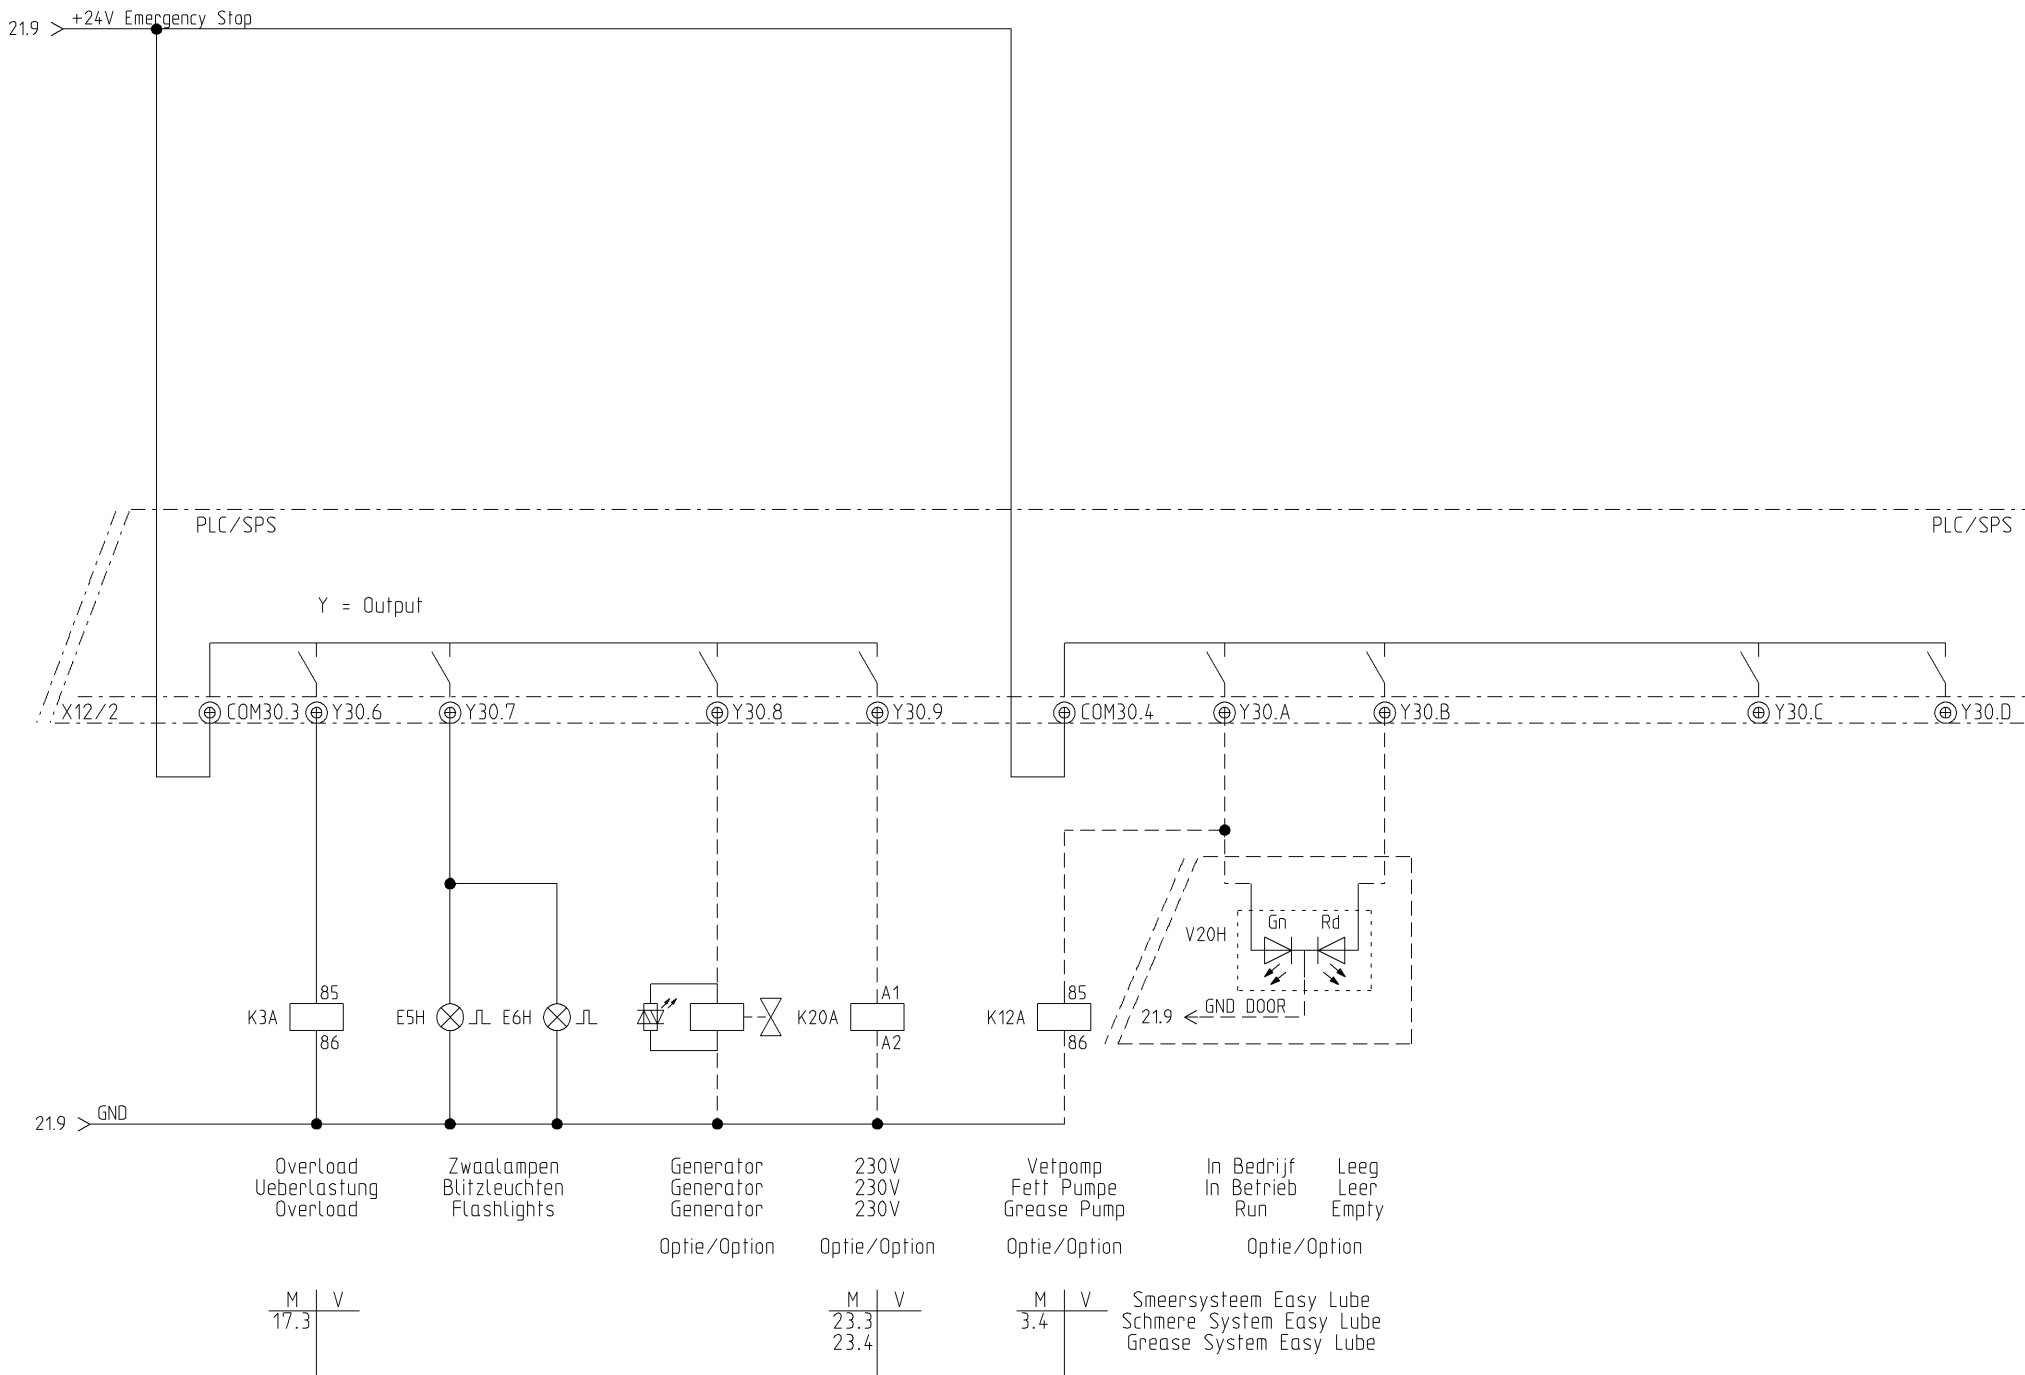 +24V Emergency Stop
21.9
PLC/SPS PLC/SPS
Y = Output
X12/2 COM30.3 Y30.6 Y30.7 Y30.8 Y30.9 COM30.4 Y30.A Y30.B Y30.C Y30.D
Gn Rd
V20H
85 A1 85
GND DOOR
K3A E5H E6H K20A K12A 21.9
86 A2 86
GND
21.9
Overload Zwaalampen Generator 230V Vetpomp In Bedrijf Leeg
Ueberlastung Blitzleuchten Generator 230V Fett Pumpe In Betrieb Leer
Overload Flashlights Generator 230V Grease Pump Run Empty
Optie/Option Optie/Option Optie/Option Optie/Option
M V M V M V Smeersysteem Easy Lube
17.3 23.3 3.4 Schmere System Easy Lube
23.4 Grease System Easy Lube